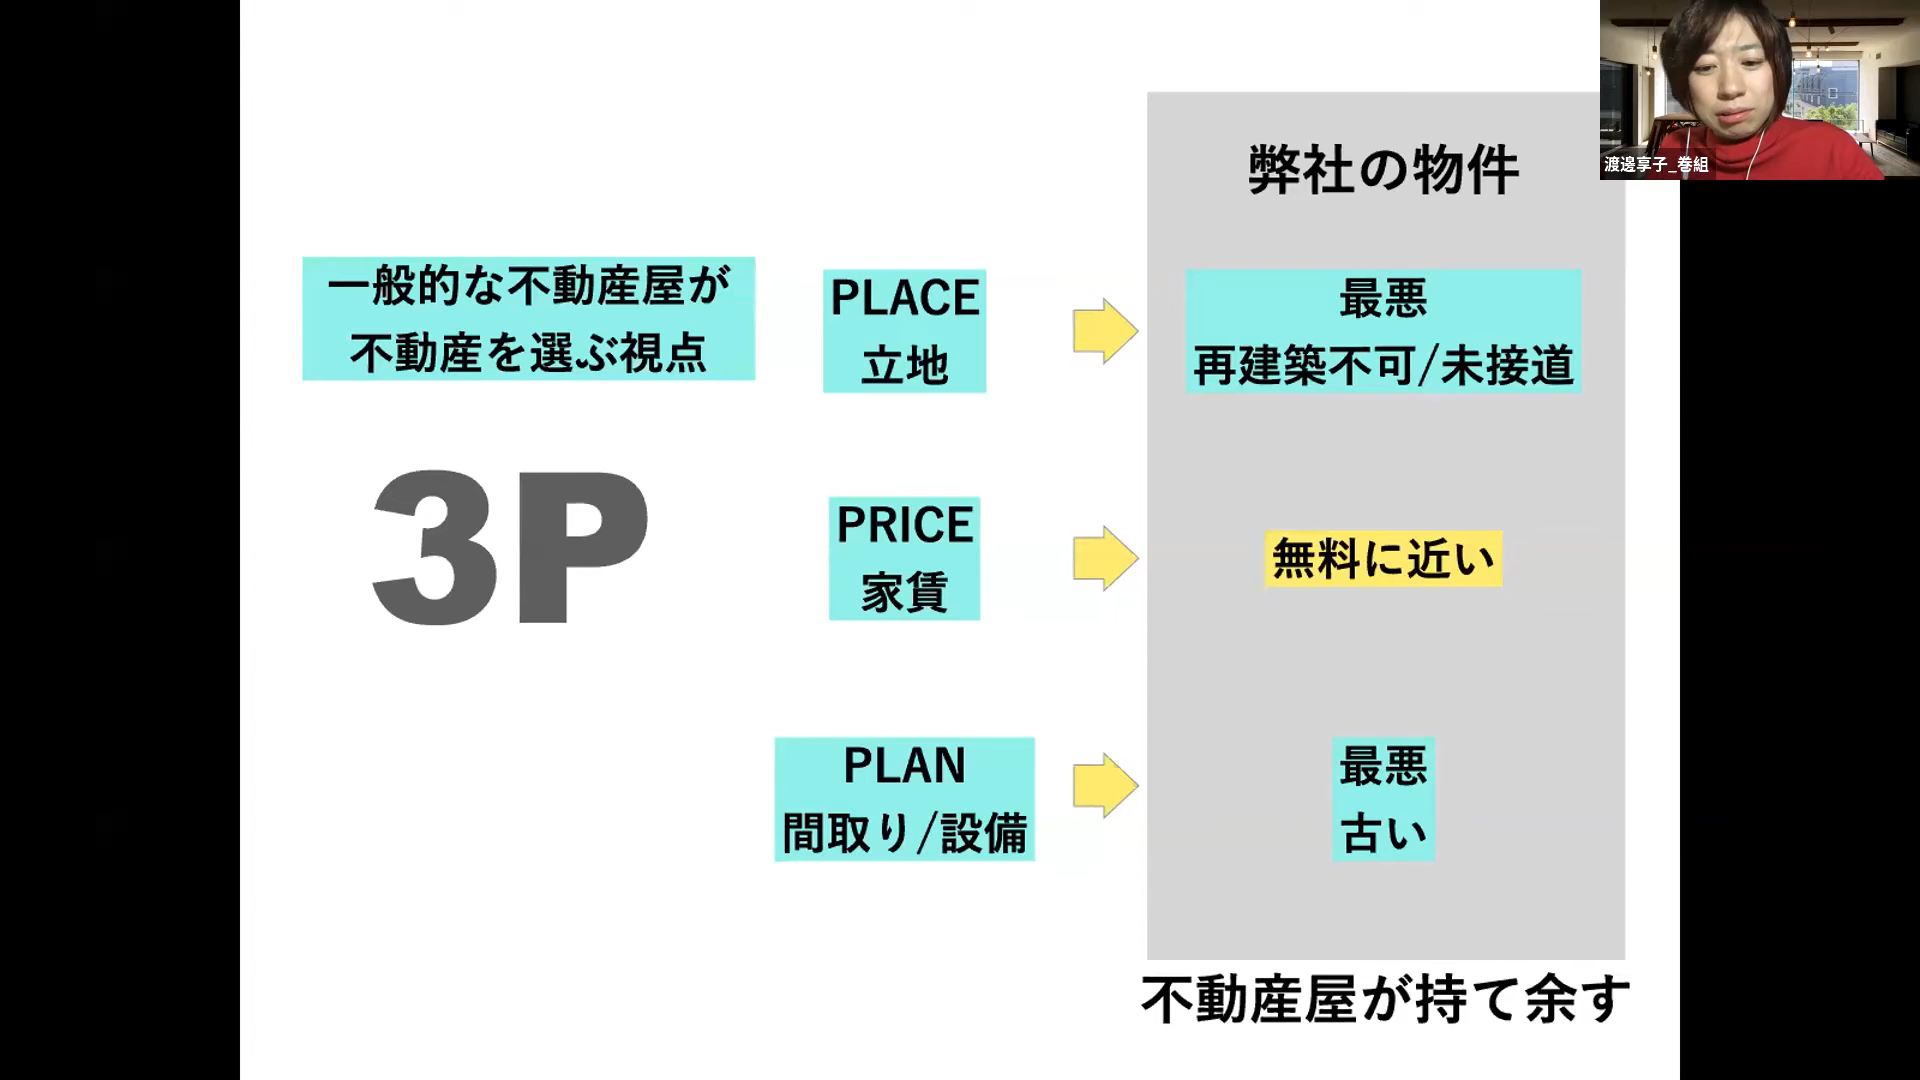 弊社の物件
渡邊享子_巻組
一般的な不動産屋が
不動産を選ぶ視点
3P
PLACE
立地
最悪
再建築不可/未接道
PRICE
家賃
無料に近い
PLAN
間取り/設備
最悪
古い
不動産屋が持て余す